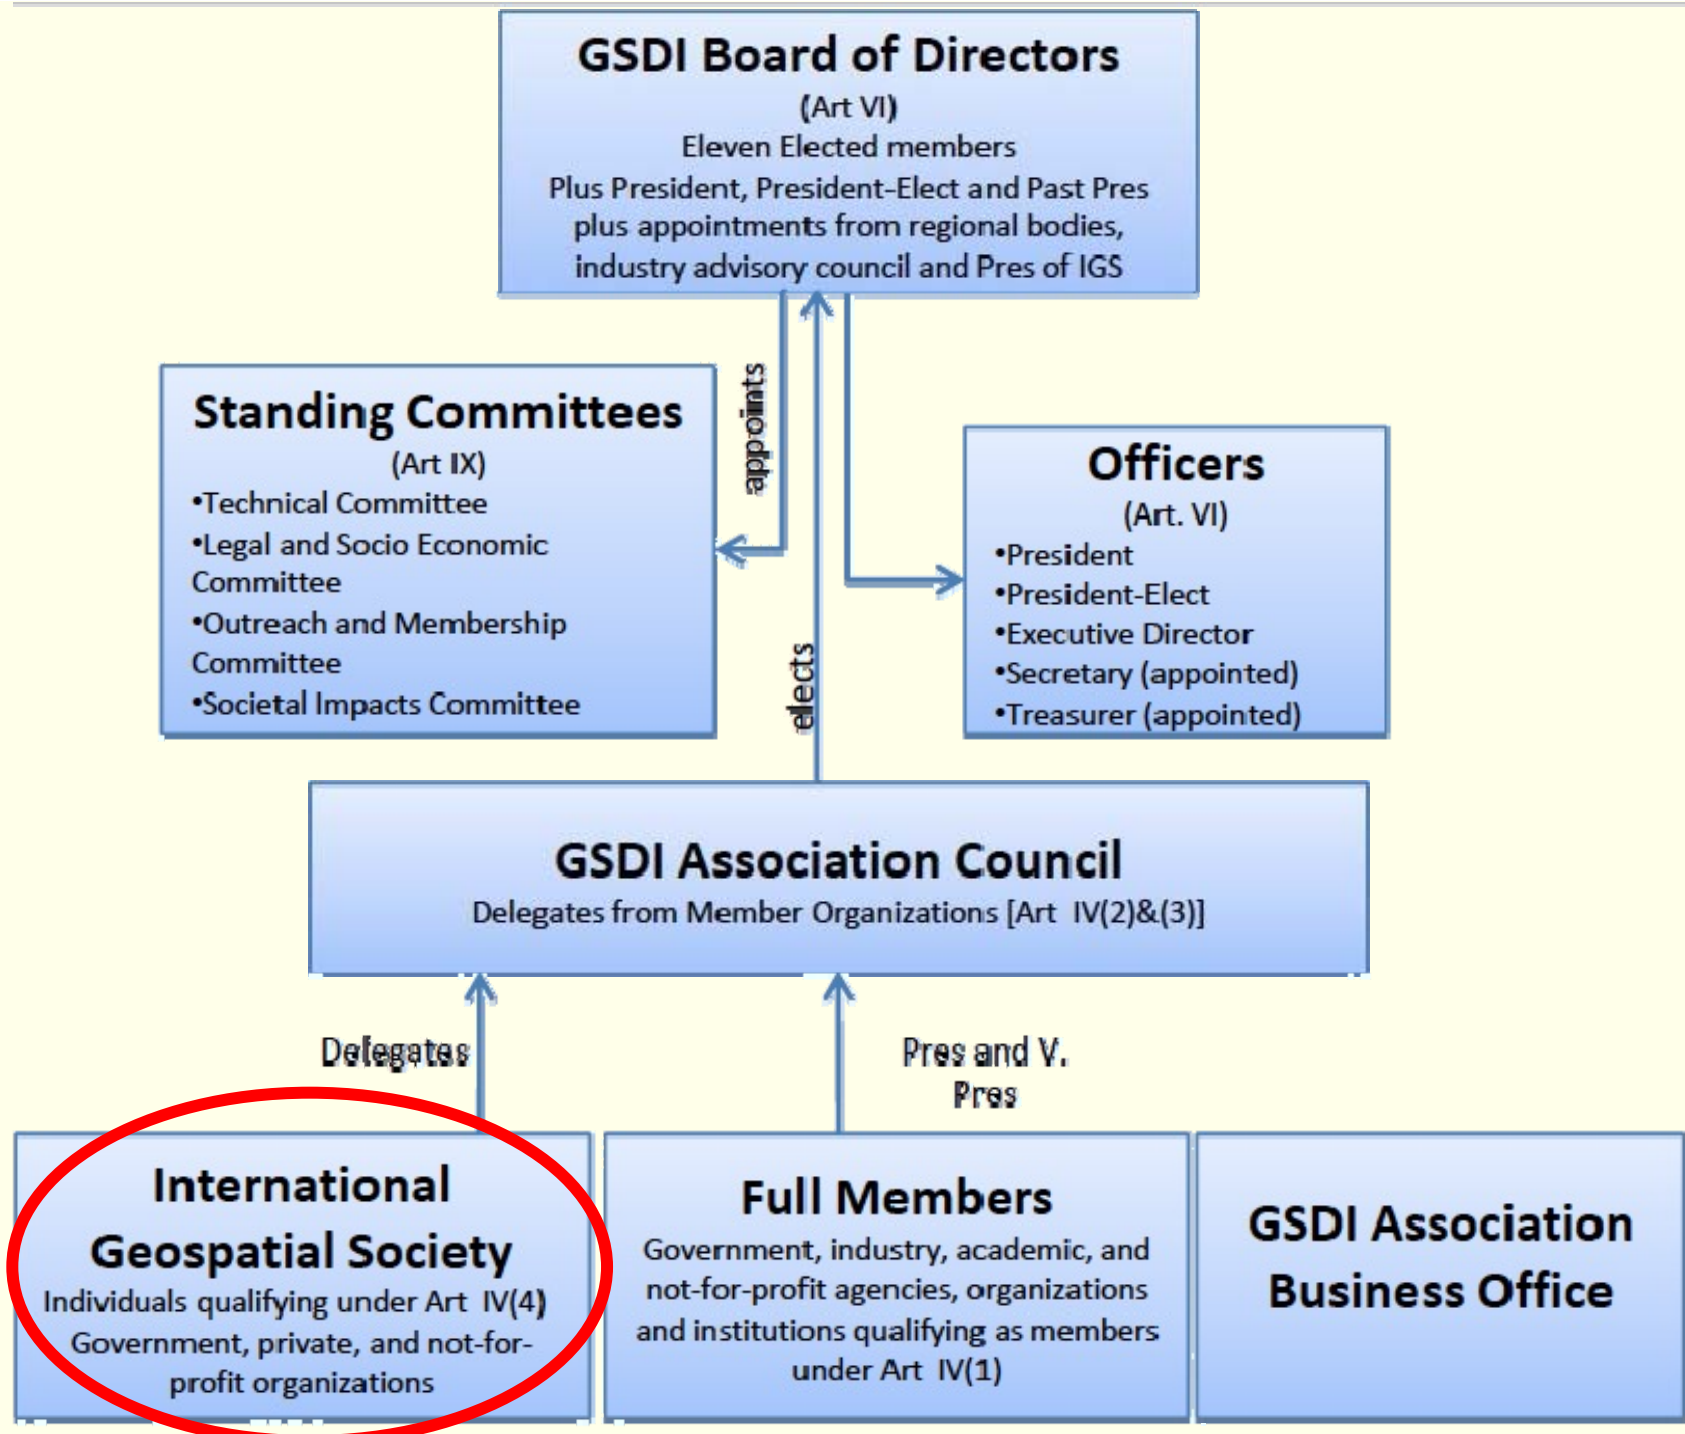 GSDI Board of Directors
(Art VI)
Eleven Elected members
Plus President, President-Elect and Past Pres
plus appointments from regional bodies,
industry advisory council and Pres of IGS
appoints
Standing Committees
(Art IX)
•Technical Committee
•Legal and Socio Economic
Committee
•Outreach and Membership
Committee
•Societal Impacts Committee
Officers
(Art. VI)
•President
•President-Elect
•Executive Director
•Secretary (appointed)
•Treasurer (appointed)
elects
GSDI Association Council
Delegates from Member Organizations [Art IV(2)&(3)]
Delegates
Pres and V.
Pres
International
Geospatial Society
Individuals qualifying under Art IV(4)
Government, private, and not-for-
profit organizations
Full Members
Government, industry, academic, and
not-for-profit agencies, organizations
and institutions qualifying as members
under Art IV(1)
GSDI Association
Business Office